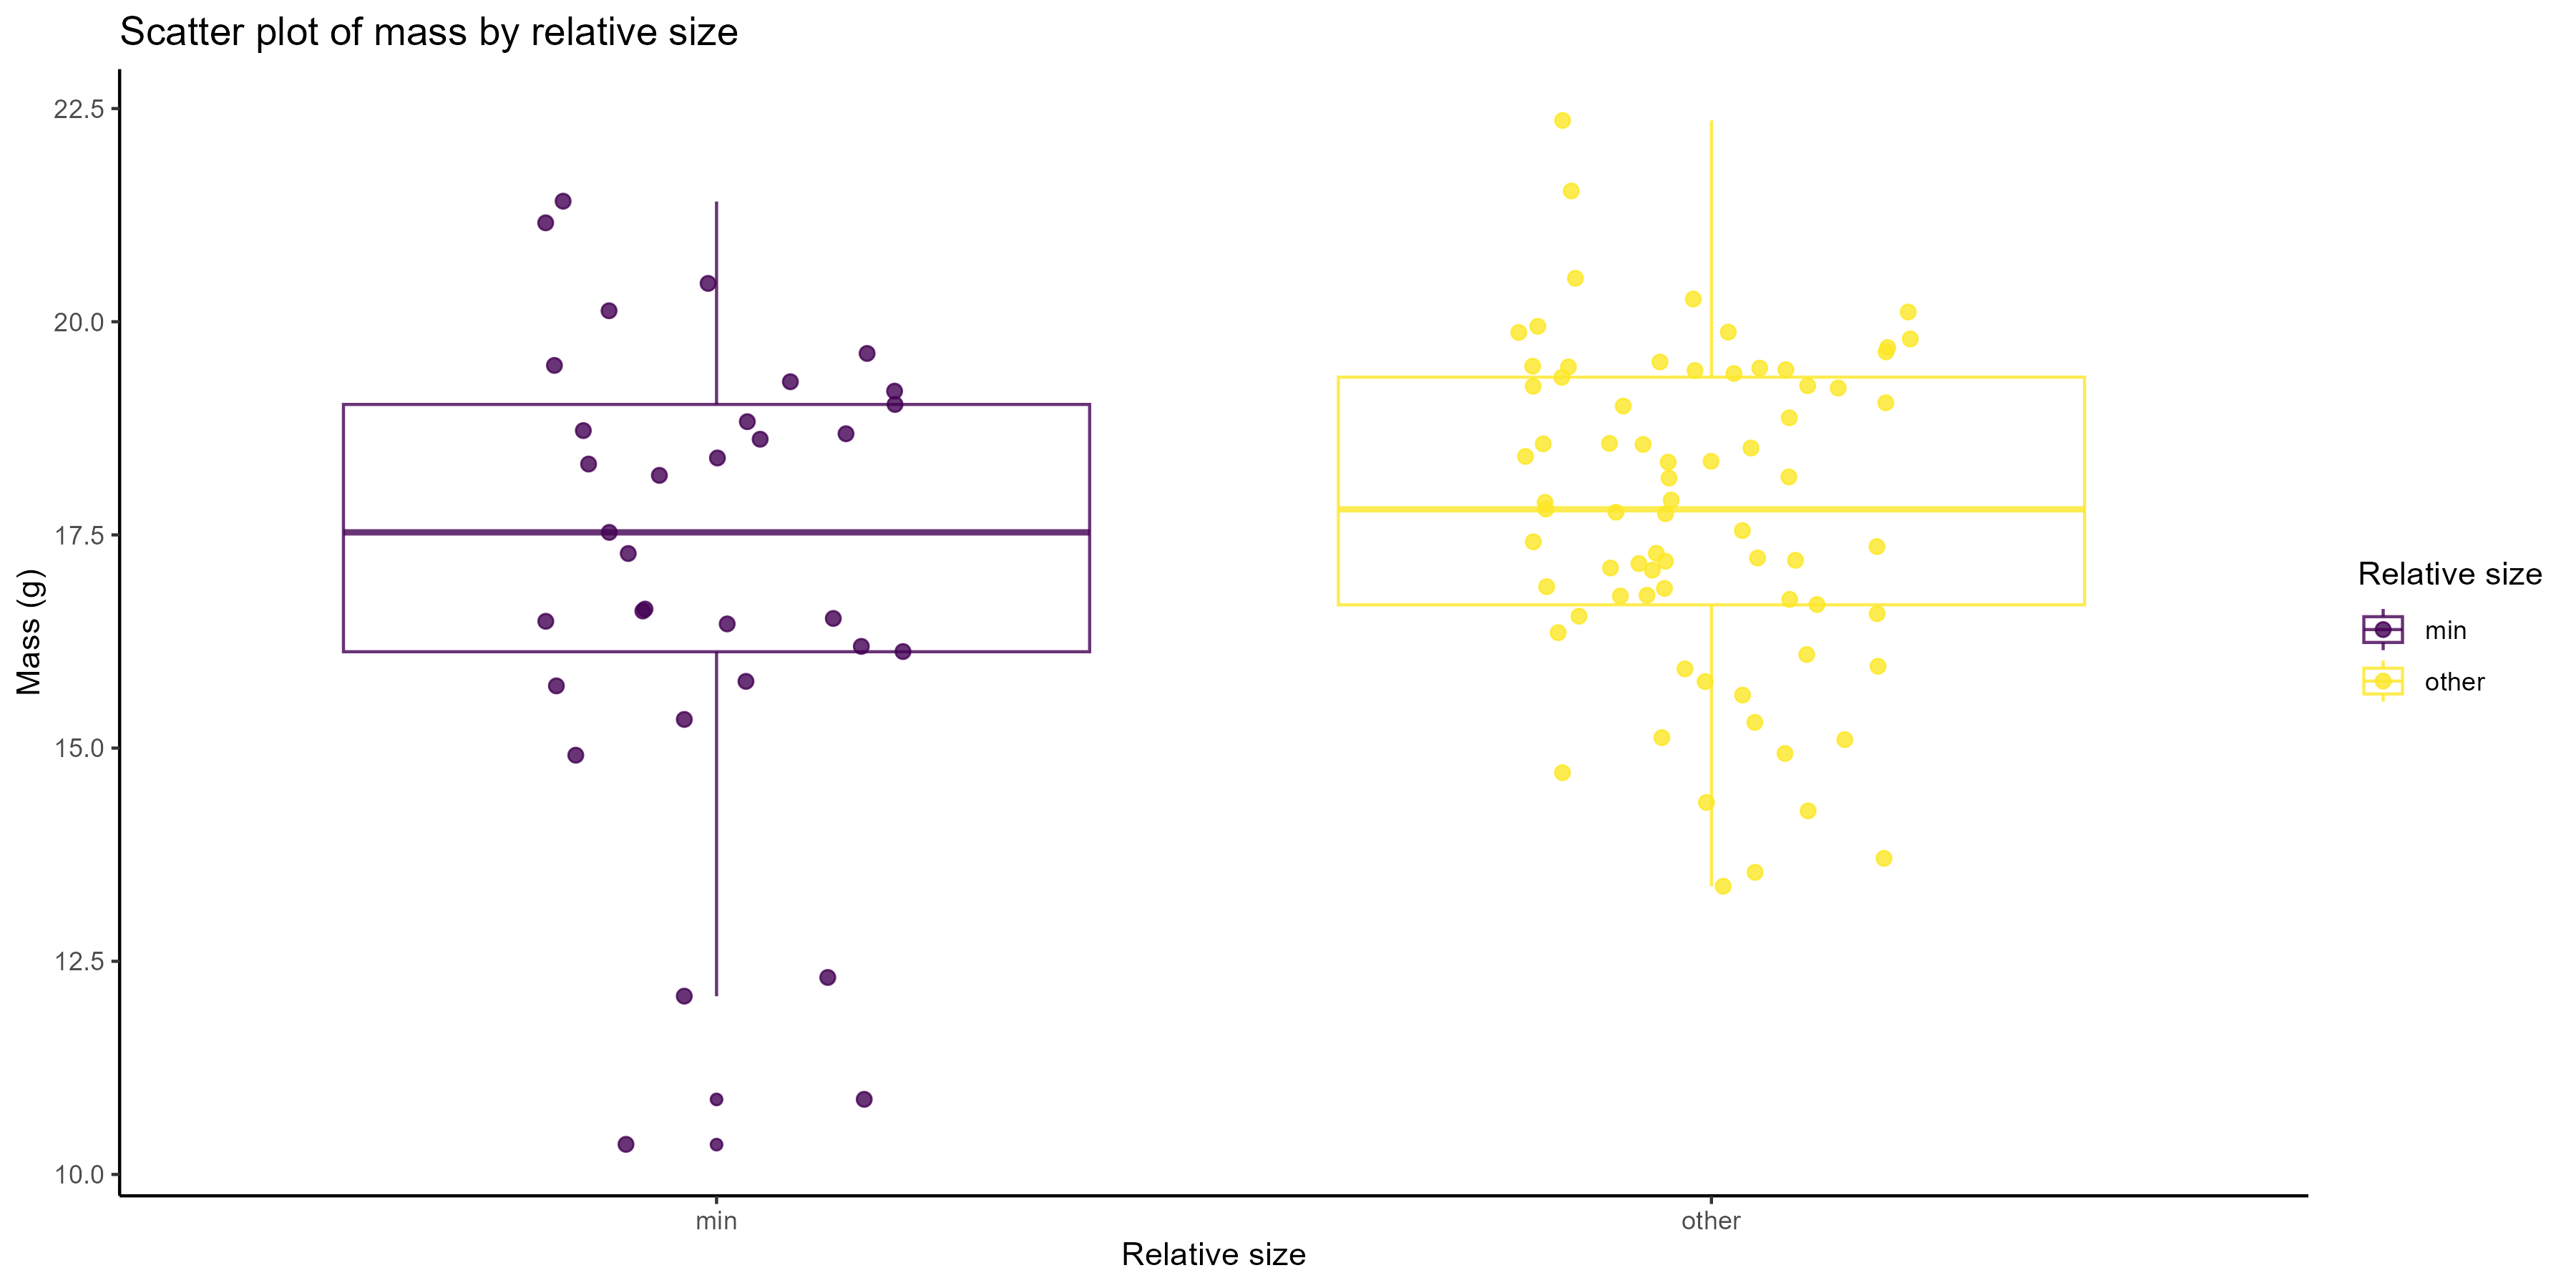 Scatter plot of mass by relative size
22.5
20.0
17.5
15.0
12.5
10.0
Mass (g)
min
other
Relative size
Relative size
min
other